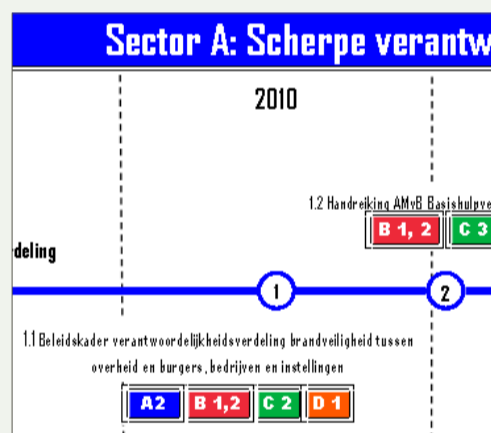 Sector A: Scherpe verantw
2010
1.2 Handreiking AMvB Basishulpve
B 1, 2 C 3
deling
1 2
1.1 Beleidskader verantwoordelijkheidsverdeling brandveiligheid tussen
overheid en burgers, bedrijven en instellingen
A2 B 1,2 C 2 D 1